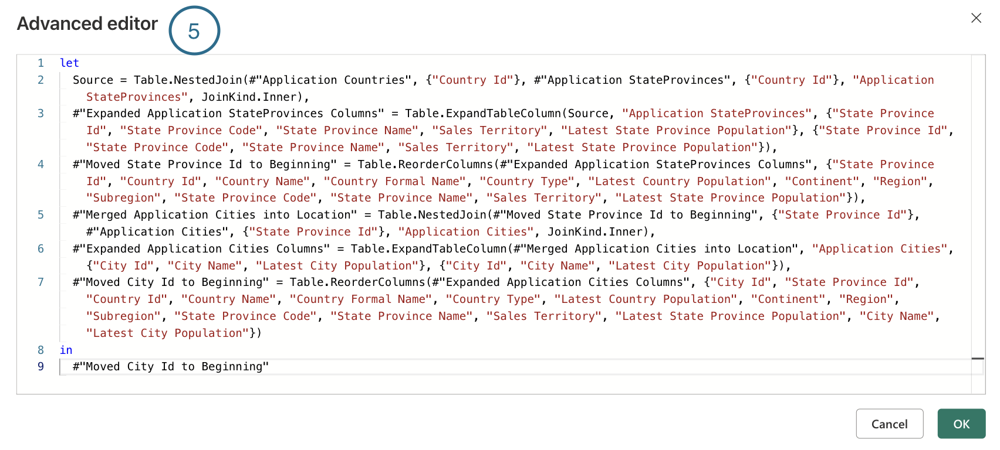 Advanced editor
5
1 let
2 Source = Table.NestedJoin(#"Application Countries", {"Country Id"}, #"Application StateProvinces", {"Country Id"}, "Application
StateProvinces", JoinKind.Inner),
3 #"Expanded Application StateProvinces Columns" = Table.ExpandTableColumn(Source, "Application StateProvinces", {"State Province
Id", "State Province Code", "State Province Name", "Sales Territory", "Latest State Province Population"}, {"State Province Id",
"State Province Code", "State Province Name", "Sales Territory", "Latest State Province Population"}),
4 #"Moved State Province Id to Beginning" = Table.ReorderColumns(#"Expanded Application StateProvinces Columns", {"State Province
Id", "Country Id", "Country Name", "Country Formal Name", "Country Type", "Latest Country Population", "Continent", "Region",
"Subregion", "State Province Code", "State Province Name", "Sales Territory", "Latest State Province Population"}),
5 #"Merged Application Cities into Location" = Table.NestedJoin(#"Moved State Province Id to Beginning", {"State Province Id"},
#"Application Cities", {"State Province Id"}, "Application Cities", JoinKind.Inner),
6 #"Expanded Application Cities Columns" = Table.ExpandTableColumn(#"Merged Application Cities into Location", "Application Cities",
{"City Id", "City Name", "Latest City Population"}, {"City Id", "City Name", "Latest City Population"}),
7 #"Moved City Id to Beginning" = Table.ReorderColumns(#"Expanded Application Cities Columns", {"City Id", "State Province Id",
"Country Id", "Country Name", "Country Formal Name", "Country Type", "Latest Country Population", "Continent", "Region",
"Subregion", "State Province Code", "State Province Name", "Sales Territory", "Latest State Province Population", "City Name",
"Latest City Population"})
8 in
9 #"Moved City Id to Beginning"
Cancel
OK